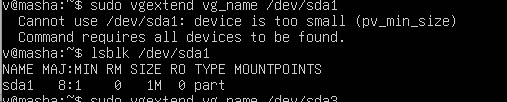 v@masha:~$ sudo vgextend vg_name /dev/sda1
  Cannot use /dev/sda1: device is too small (pv_min_size)
  Command requires all devices to be found.
v@masha:~$ lsblk /dev/sda1
NAME MAJ:MIN RM SIZE RO TYPE MOUNTPOINTS
sda1   8:1    0   1M  0 part
v@masha:~$ sudo vgextend vg_name /dev/sda3